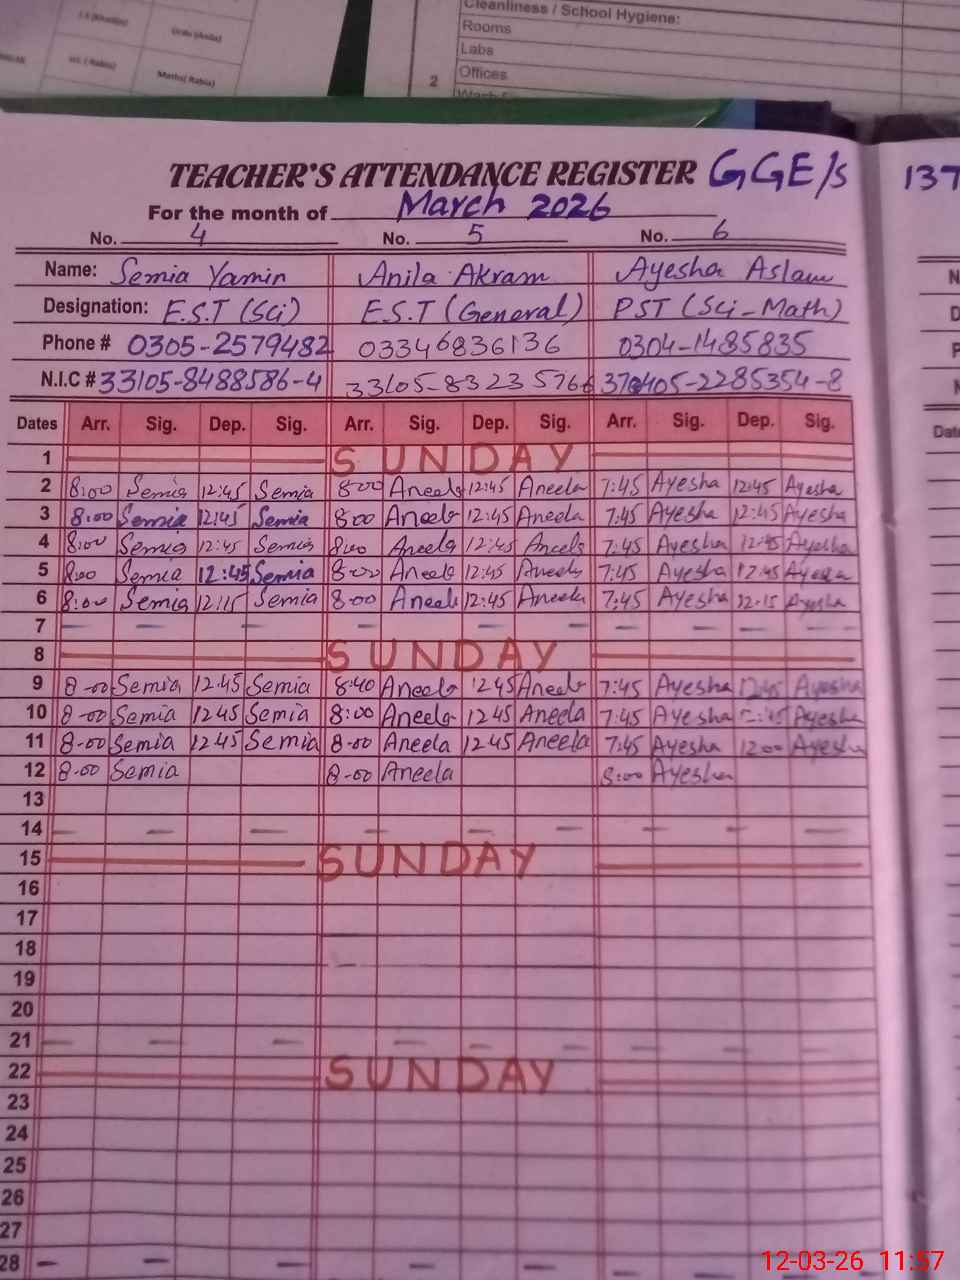 Cleanliness / School Hygiene:
Rooms
Labs
2 Offices
Urdu (Anila)
Maths( Rabia)
TEACHER'S ATTENDANCE REGISTER GGE/s 137
For the month of March 2026
No. 4 No. 5 No. 6
Name: Semia Yamin Anila Akram Ayesha Aslam
Designation: E.S.T (Sci) E.S.T (General) PST (Sci-Math)
Phone # 0305-2579482 03346836136 0304-1485835
N.I.C # 33105-8488586-4
Dates Arr. Sig. Dep. Sig. Arr. Sig. Dep. Sig. Arr. Sig. Dep. Sig.
1 SUNDAY
2 8:00 Semia 12:45 Semia 8:00 Aneela 12:45 Aneela 7:45 Ayesha 12:45 Ayesha
3 8:00 Semia 12:45 Semia 8:00 Aneela 12:45 Aneela 7:45 Ayesha 12:45 Ayesha
4 8:00 Semia 12:45 Semia 8:00 Aneela 12:45 Aneela 7:45 Ayesha 12:45 Ayesha
5 8:00 Semia 12:45 Semia 8:00 Aneela 12:45 Aneela 7:45 Ayesha 12:45 Ayesha
6 8:00 Semia 12:15 Semia 8:00 Aneela 12:45 Aneela 7:45 Ayesha 12:15 Ayesha
7 - - - - - - - - - - - -
8 SUNDAY
9 8-00 Semia 12:45 Semia 8:40 Aneela 12 45 Aneela 7:45 Ayesha 12:45 Ayesha
10 8-00 Semia 12 45 Semia 8:00 Aneela 12 45 Aneela 7:45 Ayesha Ayesha
11 8-00 Semia 12 45 Semia 8-00 Aneela 12 45 Aneela 7:45 Ayesha 12:00 Ayesha
12 8-00 Semia 8-00 Aneela 8:00 Ayesha
13
14 - - - - - - - - -
15 SUNDAY
16
17
18
19
20
21 - - - - - - - - -
22 SUNDAY
23
24
25
26
27
28 - - - - - - - -
12-03-26 11:57